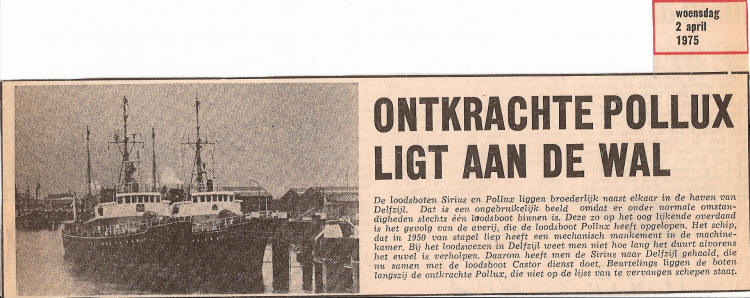 woensdag
2 april
1975
ONTKRACHTE POLLUX
LIGT AAN DE WAL
De loodsboten Sirius en Pollux liggen broederlijk naast elkaar in de haven van
Delfzijl. Dat is een ongebruikelijk beeld omdat er onder normale omstan-
digheden slechts één loodsboot binnen is. Deze zo op het oog lijkende overdaad
is het gevolg van de averij, die de loodsboot Pollux heeft opgelopen. Het schip,
dat in 1950 van stapel liep heeft een mechanisch mankement in de machine-
kamer. Bij het loodswezen in Delfzijl weet men niet hoe lang het duurt alvorens
het euvel is verholpen. Daarom heeft men de Sirius naar Delfzijl gehaald, die
nu samen met de loodsboot Castor dienst doet. Beurtelings liggen de boten
langszij de ontkrachte Pollux, die niet op de lijst van te vervangen schepen staat.